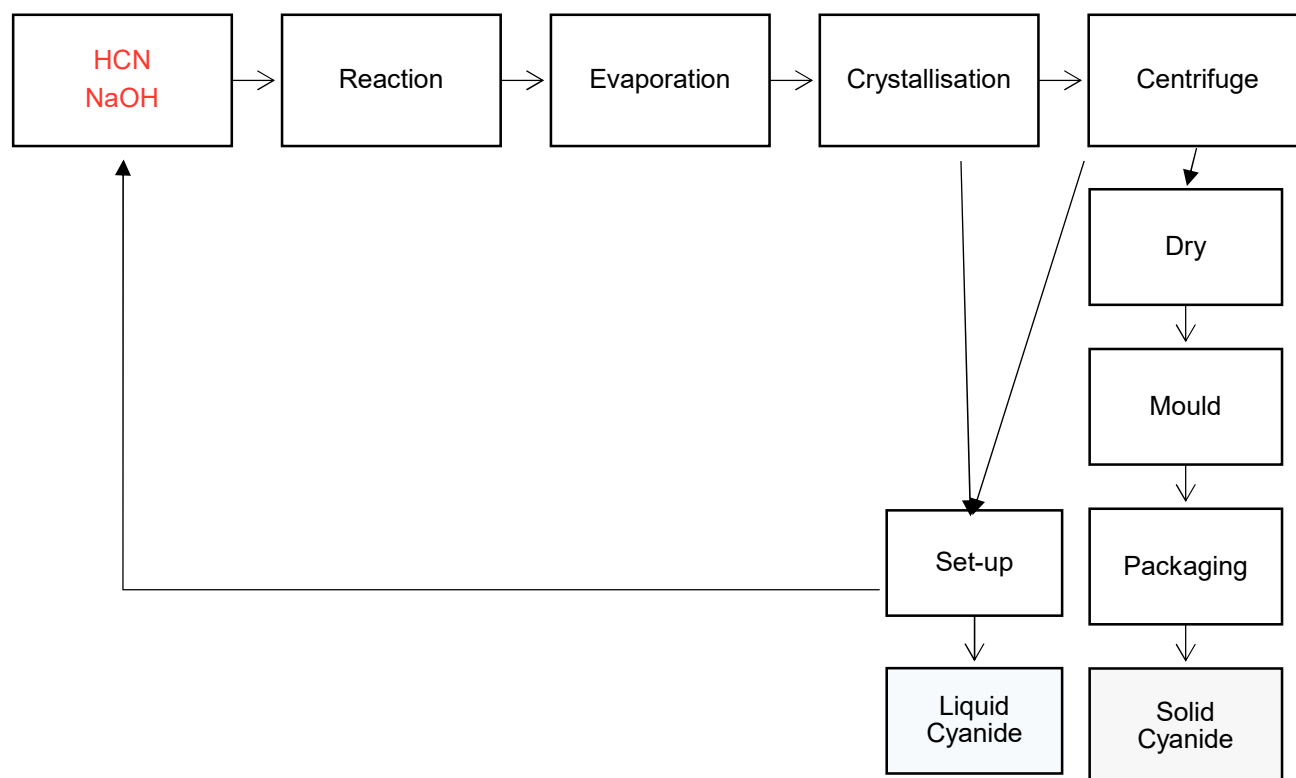 HCN
NaOH
Reaction
Evaporation
Crystallisation
Centrifuge
Dry
Mould
Packaging
Set-up
Liquid
Cyanide
Solid
Cyanide